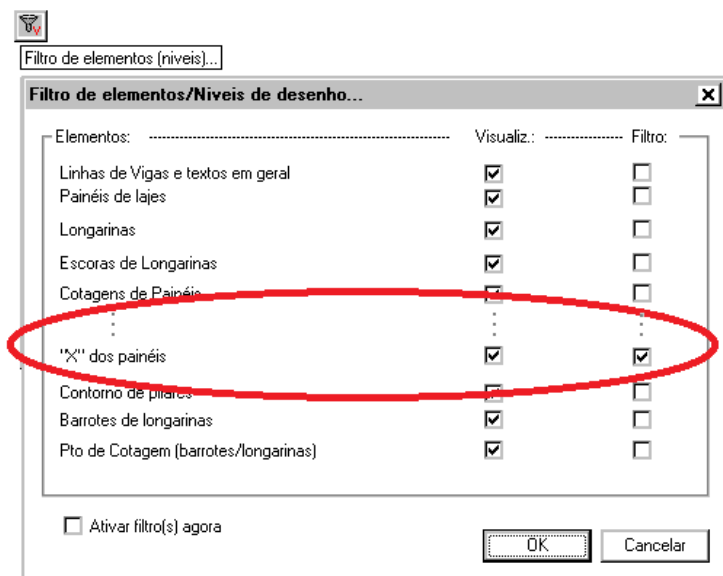 Filtro de elementos (niveis)...
Filtro de elementos/Niveis de desenho...
Elementos: Visualiz.: Filtro:
Linhas de Vigas e textos em geral
Painéis de lajes
Longarinas
Escoras de Longarinas
Cotagens de Painéis
"X" dos painéis
Contorno de pilares
Barrotes de longarinas
Pto de Cotagem (barrotes/longarinas)
Ativar filtro(s) agora
OK Cancelar